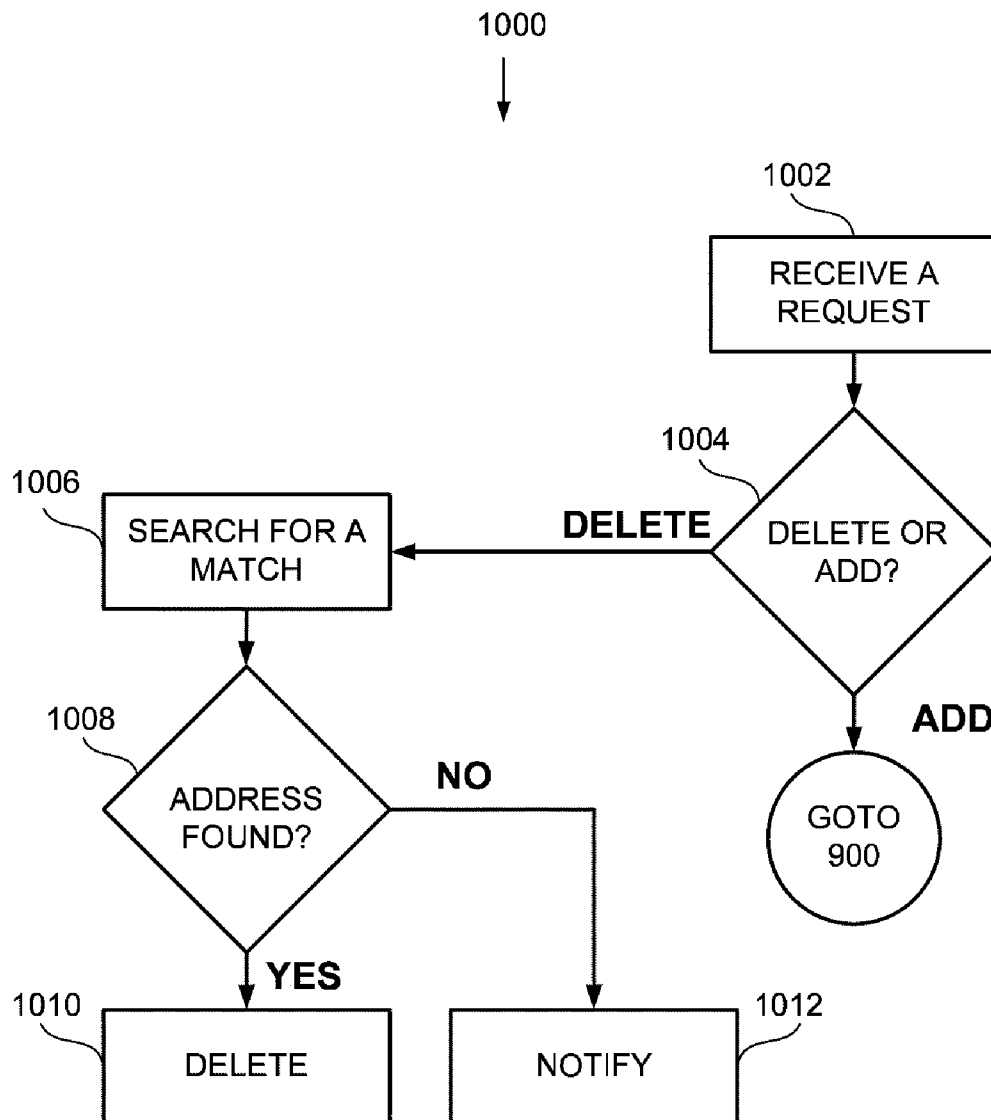 1000
1002
RECEIVE A
REQUEST
1004
DELETE OR
ADD?
DELETE
1006
SEARCH FOR A
MATCH
ADD
GOTO
900
1008
ADDRESS
FOUND?
NO
YES
1010
DELETE
NOTIFY
1012